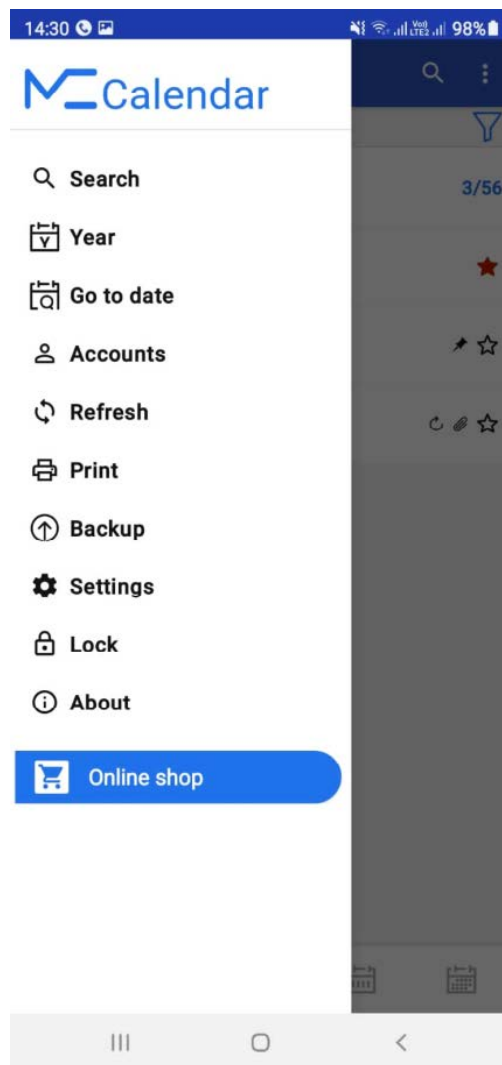 14:30 98%
Calendar
Search
3/56
Year
Go to date
Accounts
Refresh
Print
Backup
Settings
Lock
About
Online shop